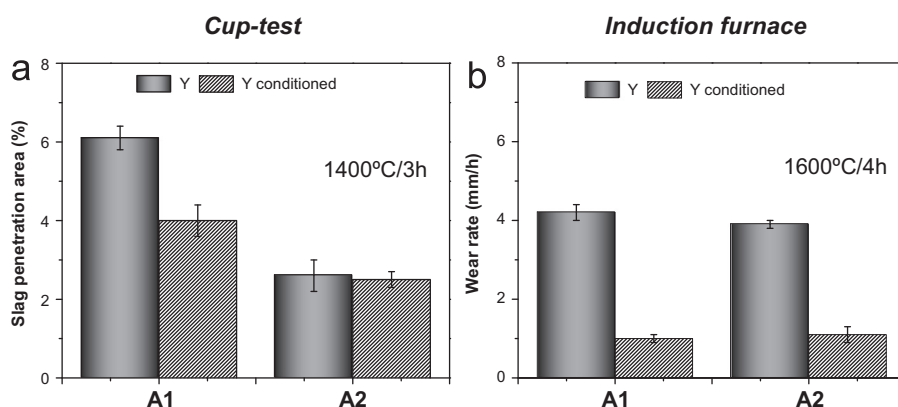 Cup-test
Induction furnace
a
Y
Y conditioned
1400ºC/3h
Slag penetration area (%)
8
6
4
2
0
A1
A2
b
Y
Y conditioned
1600ºC/4h
Wear rate (mm/h)
8
6
4
2
0
A1
A2